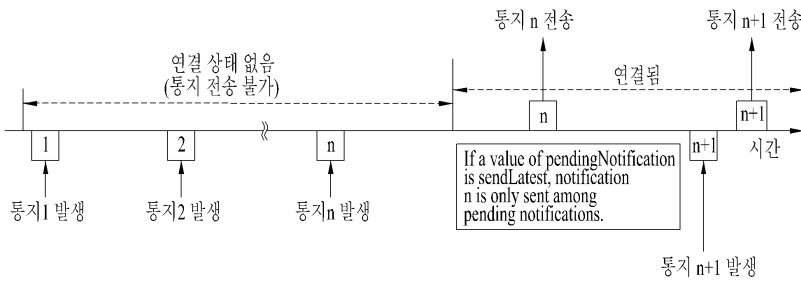 통지 n 전송
통지 n+1 전송
연결 상태 없음
(통지 전송 불가)
연결됨
n
n+1
1
2
n
n+1
시간
If a value of pendingNotification
is sendLatest, notification
n is only sent among
pending notifications.
통지1 발생
통지2 발생
통지n 발생
통지 n+1 발생